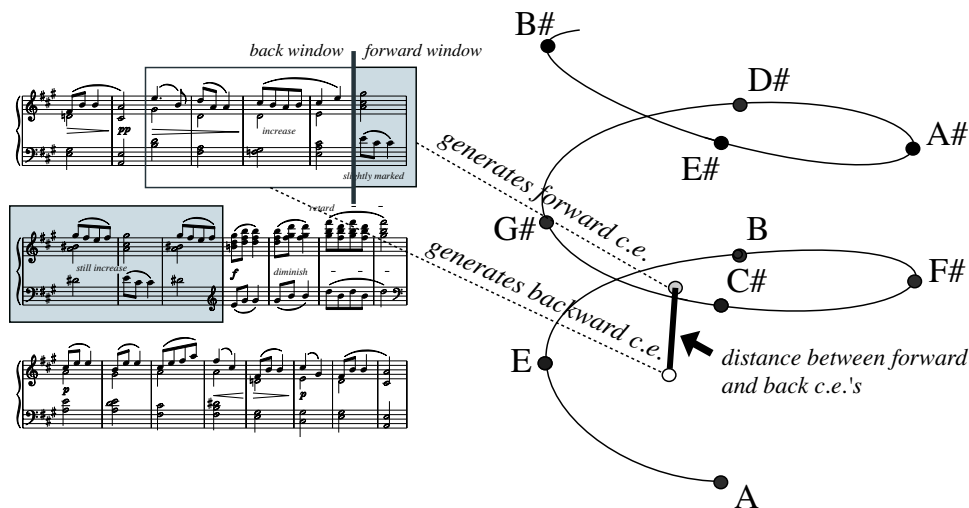 back window forward window
pp
increase
slightly marked
retard
still increase
f
diminish
p
p
generates forward c.e.
generates backward c.e.
B#
D#
A#
E#
G#
B
C#
F#
E
distance between forward
and back c.e.'s
A